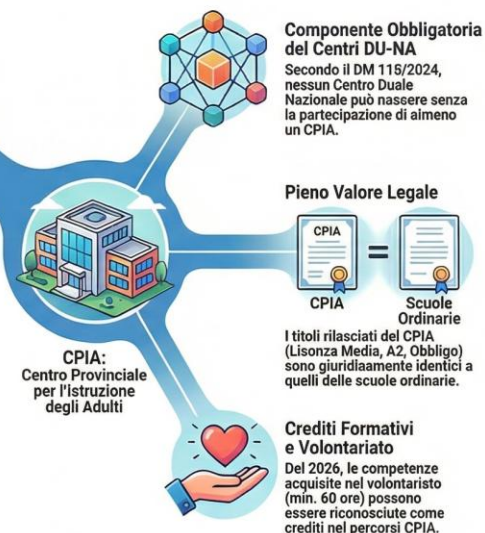 Componente Obbligatoria
del Centri DU-NA
Secondo il DM 115/2024,
nessun Centro Duale
Nazionale può nascere senza
la partecipazione di aimeno
un CPIA.
Pieno Valore Legale
CPIA
=
CPIA
Scuole
Ordinarie
I titoli rilasciati del CPIA
(Lisonza Media, A2, Obbligo)
sono giuridlaamente identici a
quelli delle scuole ordinarie.
CPIA:
Centro Provinciale
per l'istruzione
degli Adulti
Crediti Formativi
e Volontariato
Del 2026, le competenze
acquisite nel volontaristo
(min. 60 ore) possono
essere riconosciute come
crediti nel percorsi CPIA.